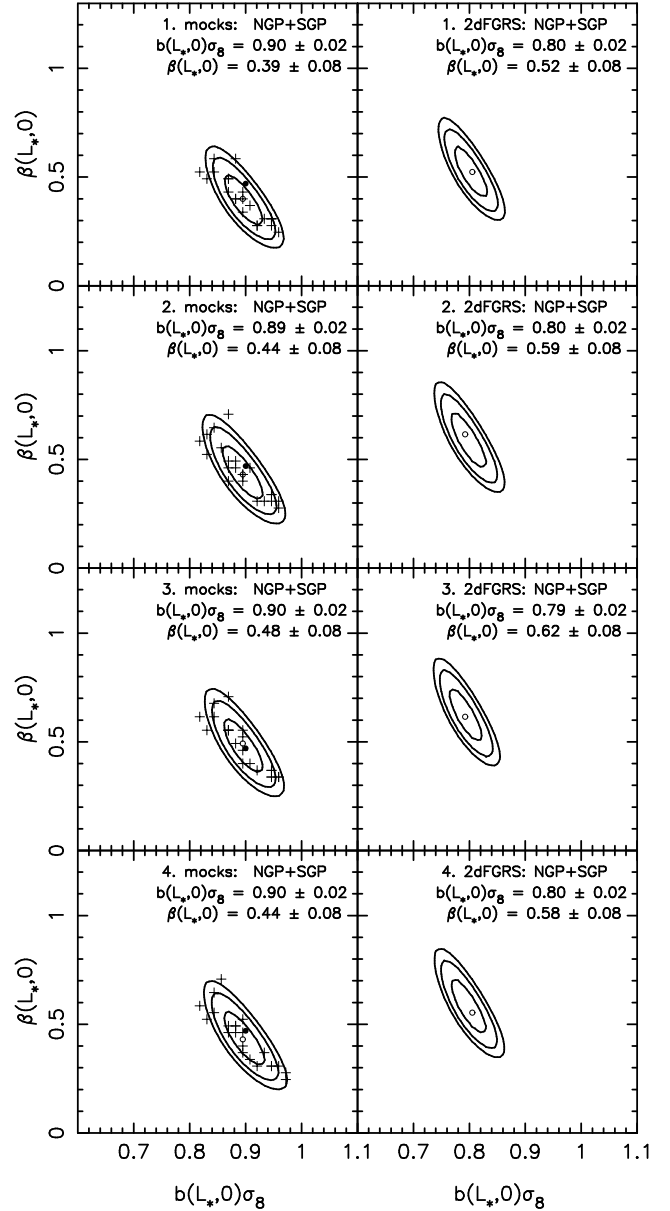 1. mocks: NGP+SGP
b(L*,0)σ8 = 0.90 ± 0.02
β(L*,0) = 0.39 ± 0.08
1. 2dFGRS: NGP+SGP
b(L*,0)σ8 = 0.80 ± 0.02
β(L*,0) = 0.52 ± 0.08
1
0.5
0
β(L*,0)
2. mocks: NGP+SGP
b(L*,0)σ8 = 0.89 ± 0.02
β(L*,0) = 0.44 ± 0.08
2. 2dFGRS: NGP+SGP
b(L*,0)σ8 = 0.80 ± 0.02
β(L*,0) = 0.59 ± 0.08
1
0.5
0
β(L*,0)
3. mocks: NGP+SGP
b(L*,0)σ8 = 0.90 ± 0.02
β(L*,0) = 0.48 ± 0.08
3. 2dFGRS: NGP+SGP
b(L*,0)σ8 = 0.79 ± 0.02
β(L*,0) = 0.62 ± 0.08
1
0.5
0
β(L*,0)
4. mocks: NGP+SGP
b(L*,0)σ8 = 0.90 ± 0.02
β(L*,0) = 0.44 ± 0.08
4. 2dFGRS: NGP+SGP
b(L*,0)σ8 = 0.80 ± 0.02
β(L*,0) = 0.58 ± 0.08
1
0.5
0
β(L*,0)
0.7 0.8 0.9 1 1.1 0.7 0.8 0.9 1 1.1
b(L*,0)σ8
b(L*,0)σ8